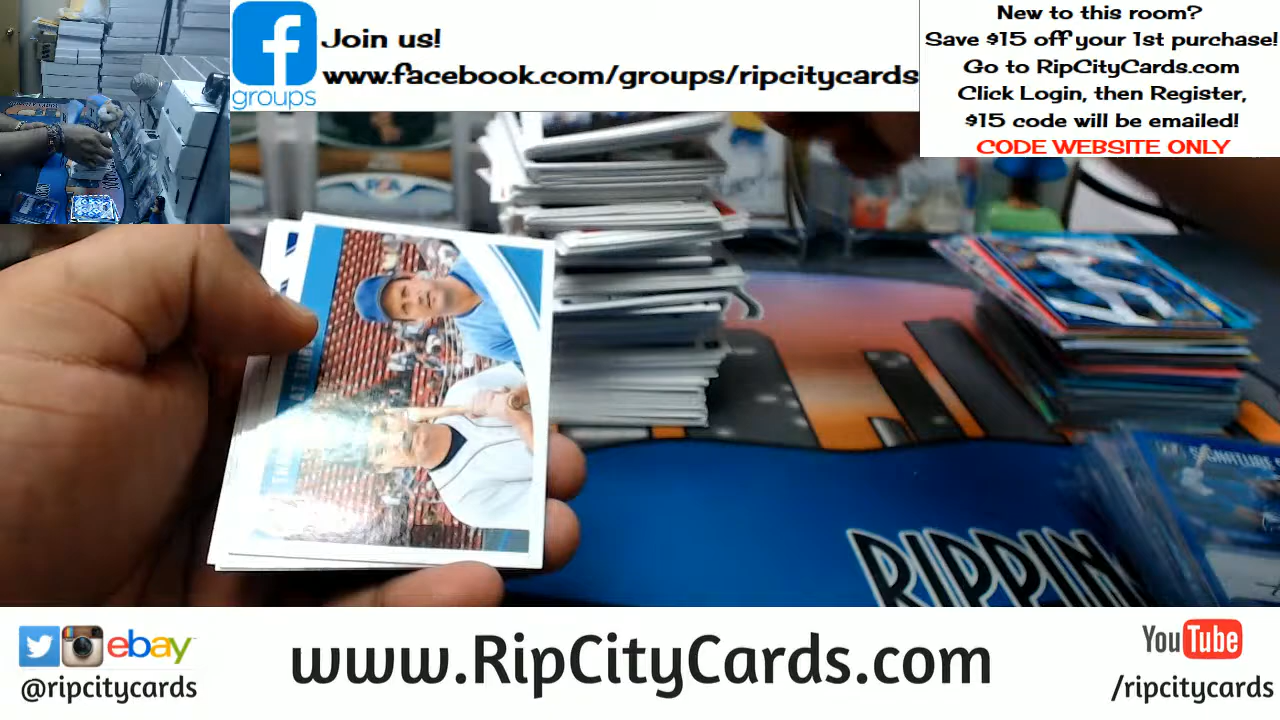 Join us!
www.facebook.com/groups/ripcitycards
groups
New to this room?
Save $15 off your 1st purchase!
Go to RipCityCards.com
Click Login, then Register,
$15 code will be emailed!
CODE WEBSITE ONLY
SIGNATURE
RIPPIN
ebay
@ripcitycards
www.RipCityCards.com
YouTube
/ripcitycards